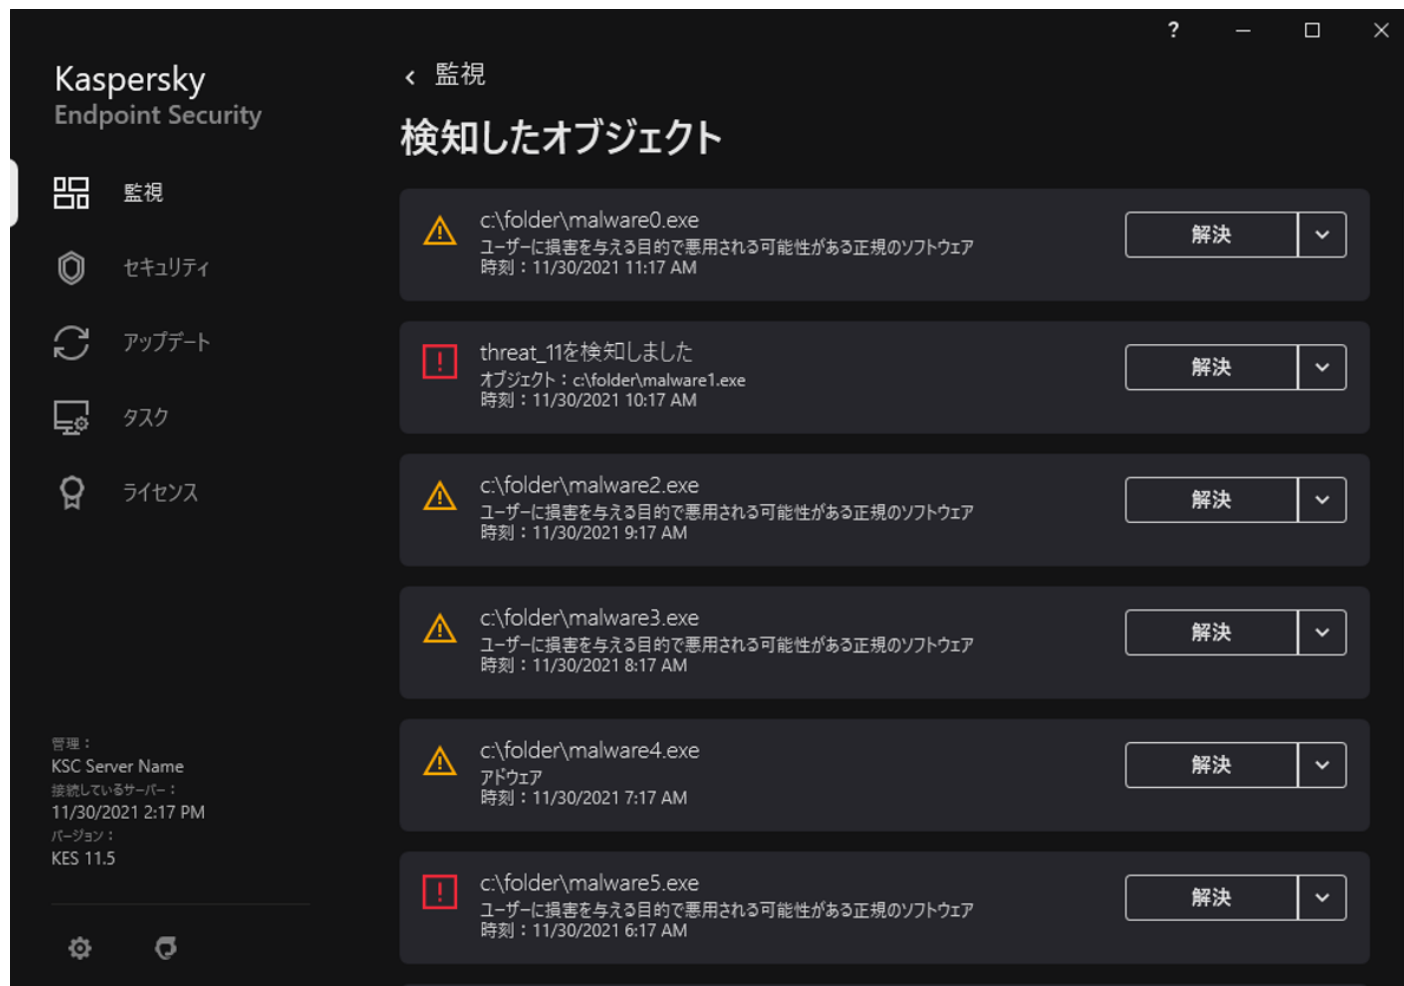 ?
Kaspersky
Endpoint Security
監視
セキュリティ
アップデート
タスク
ライセンス
管理：
KSC Server Name
接続しているサーバー：
11/30/2021 2:17 PM
バージョン：
KES 11.5
監視
検知したオブジェクト
c:\folder\malware0.exe
ユーザーに損害を与える目的で悪用される可能性がある正規のソフトウェア
時刻：11/30/2021 11:17 AM
解決
threat_11を検知しました
オブジェクト：c:\folder\malware1.exe
時刻：11/30/2021 10:17 AM
解決
c:\folder\malware2.exe
ユーザーに損害を与える目的で悪用される可能性がある正規のソフトウェア
時刻：11/30/2021 9:17 AM
解決
c:\folder\malware3.exe
ユーザーに損害を与える目的で悪用される可能性がある正規のソフトウェア
時刻：11/30/2021 8:17 AM
解決
c:\folder\malware4.exe
アドウェア
時刻：11/30/2021 7:17 AM
解決
c:\folder\malware5.exe
ユーザーに損害を与える目的で悪用される可能性がある正規のソフトウェア
時刻：11/30/2021 6:17 AM
解決